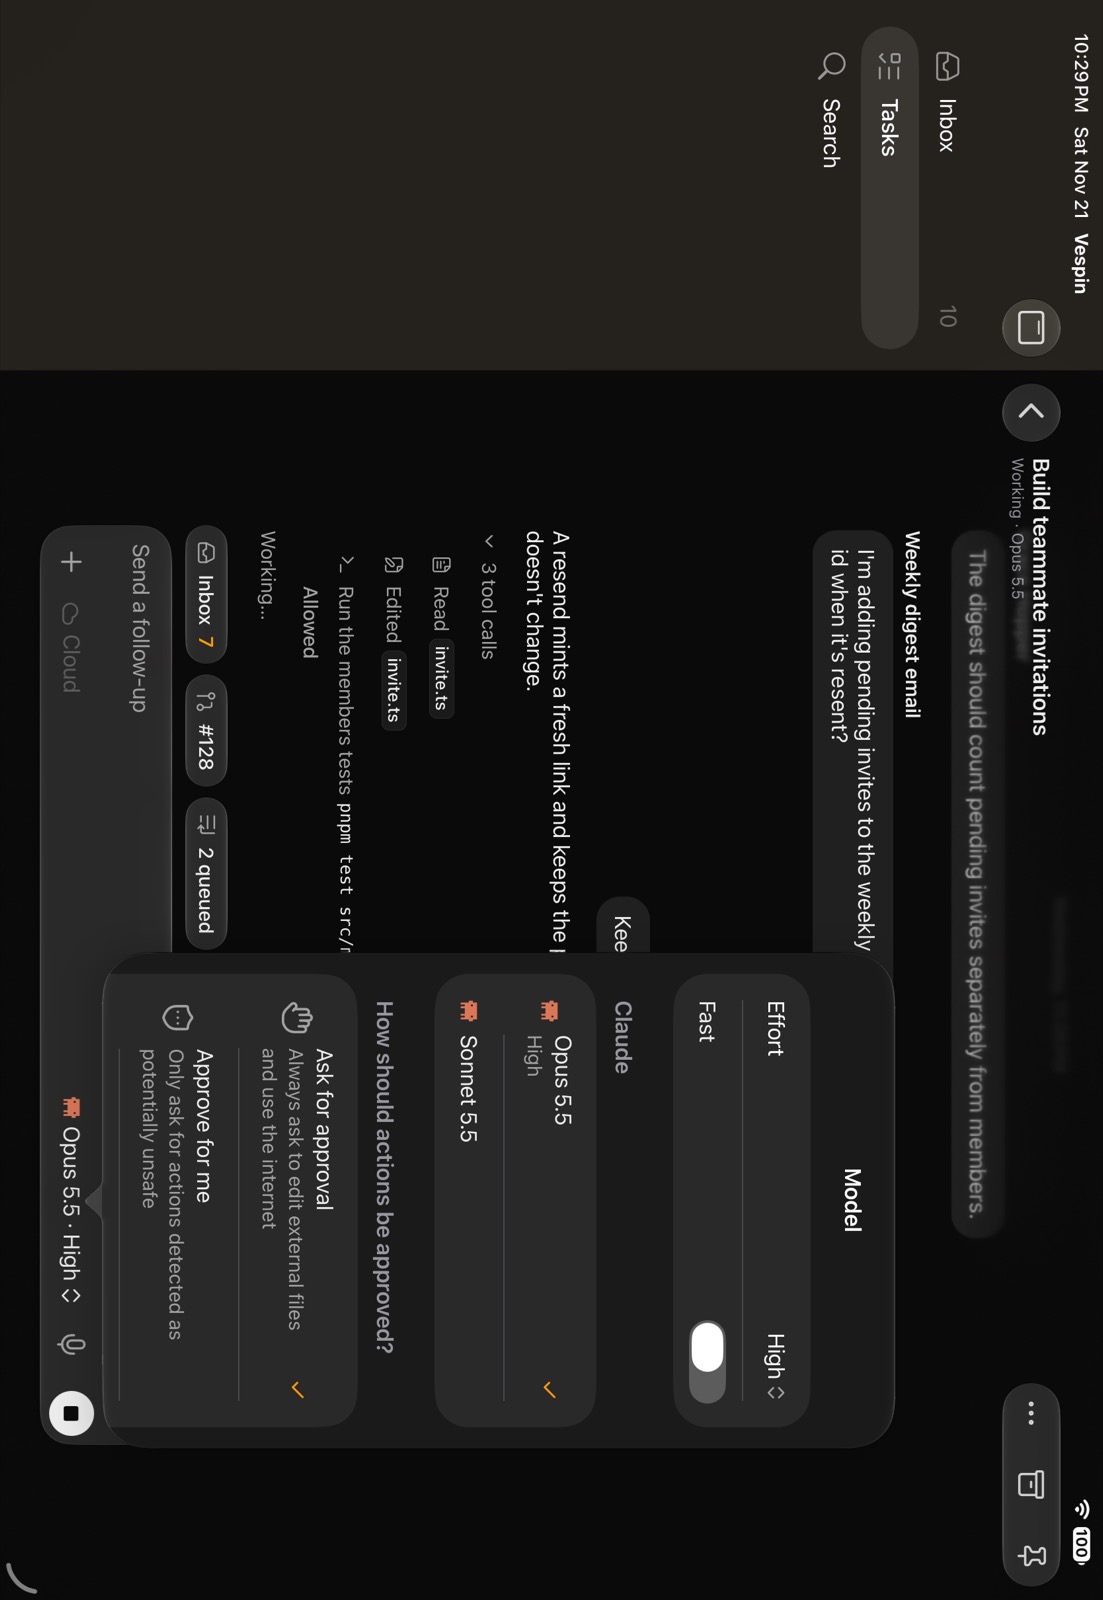 10:29 PM Sat Nov 21 Vespin
100
Inbox 10
Tasks
Search
Build teammate invitations
Working · Opus 5.5
The digest should count pending invites separately from members.
Weekly digest email
I'm adding pending invites to the weekly
id when it's resent?
Kee
A resend mints a fresh link and keeps the
doesn't change.
3 tool calls
Read invite.ts
Edited invite.ts
Run the members tests pnpm test src/
Allowed
Working...
Inbox 7
#128
2 queued
Send a follow-up
Cloud
Opus 5.5 · High
Model
Effort High
Fast
Claude
Opus 5.5
High
Sonnet 5.5
How should actions be approved?
Ask for approval
Always ask to edit external files
and use the internet
Approve for me
Only ask for actions detected as
potentially unsafe